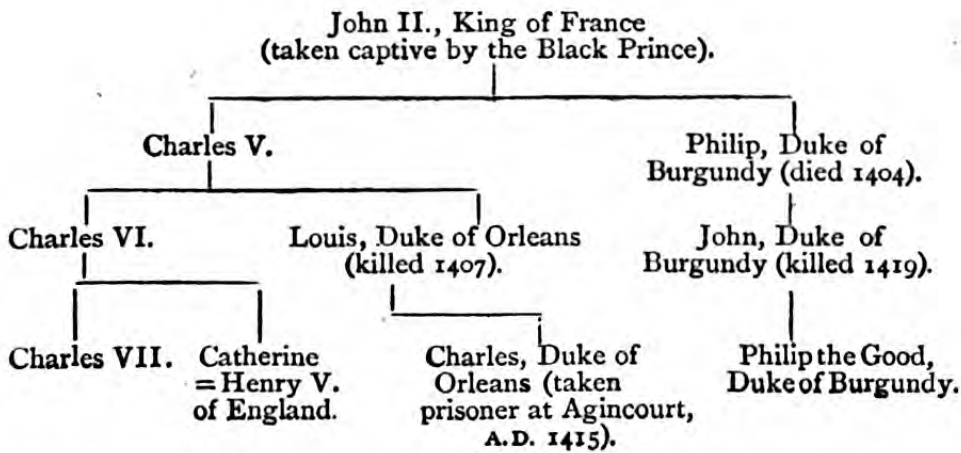 John II., King of France
(taken captive by the Black Prince).
Charles V.
Philip, Duke of
Burgundy (died 1404).
Charles VI.
Louis, Duke of Orleans
(killed 1407).
John, Duke of
Burgundy (killed 1419).
Charles VII.
Catherine
=Henry V.
of England.
Charles, Duke of
Orleans (taken
prisoner at Agincourt,
A.D. 1415).
Philip the Good,
Duke of Burgundy.